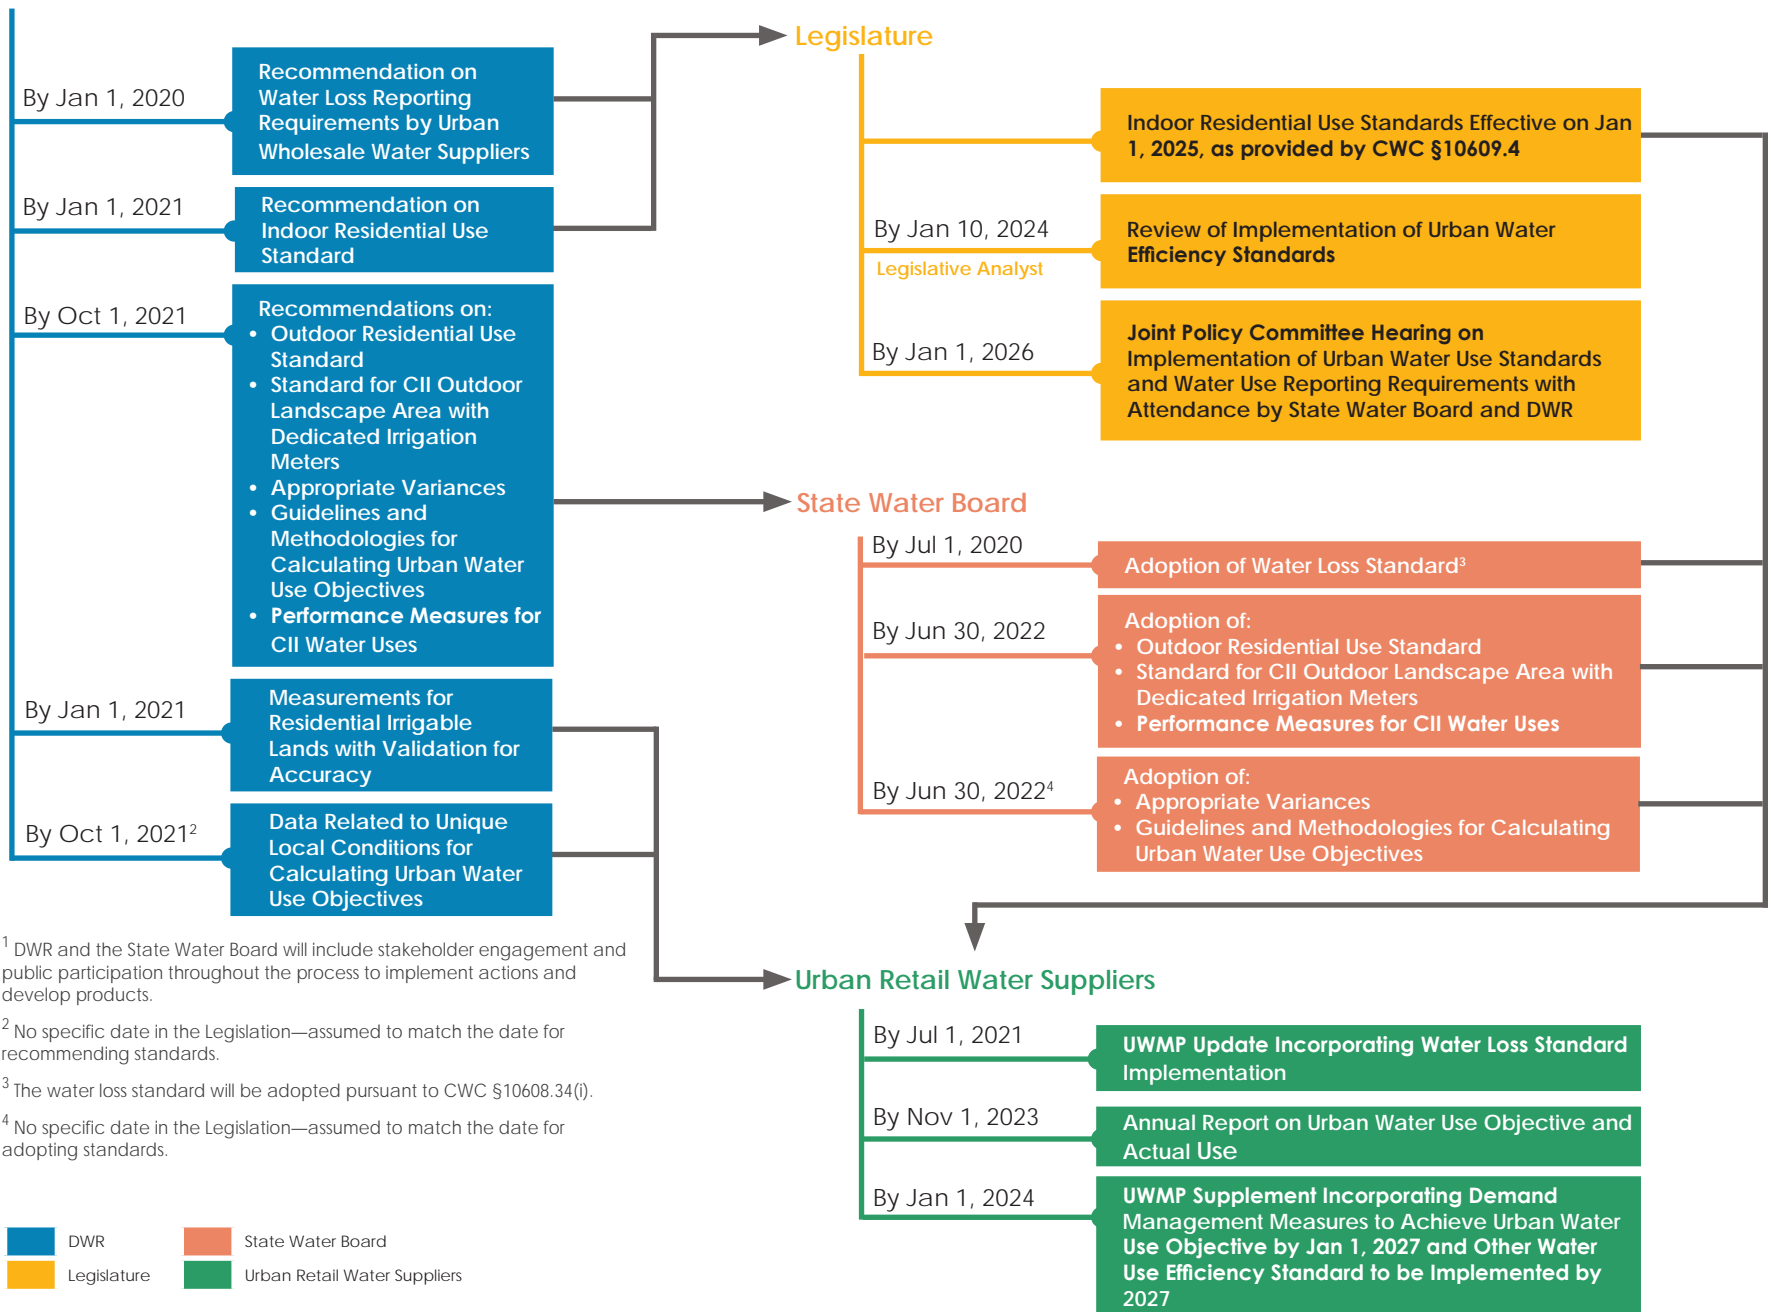 By Jan 1, 2020
Recommendation on
Water Loss Reporting
Requirements by Urban
Wholesale Water Suppliers
By Jan 1, 2021
Recommendation on
Indoor Residential Use
Standard
By Oct 1, 2021
Recommendations on:
• Outdoor Residential Use
Standard
• Standard for CII Outdoor
Landscape Area with
Dedicated Irrigation
Meters
• Appropriate Variances
• Guidelines and
Methodologies for
Calculating Urban Water
Use Objectives
• Performance Measures for
CII Water Uses
By Jan 1, 2021
Measurements for
Residential Irrigable
Lands with Validation for
Accuracy
By Oct 1, 2021²
Data Related to Unique
Local Conditions for
Calculating Urban Water
Use Objectives
Legislature
Indoor Residential Use Standards Effective on Jan
1, 2025, as provided by CWC §10609.4
By Jan 10, 2024
Legislative Analyst
Review of Implementation of Urban Water
Efficiency Standards
By Jan 1, 2026
Joint Policy Committee Hearing on
Implementation of Urban Water Use Standards
and Water Use Reporting Requirements with
Attendance by State Water Board and DWR
State Water Board
By Jul 1, 2020
Adoption of Water Loss Standard³
By Jun 30, 2022
Adoption of:
• Outdoor Residential Use Standard
• Standard for CII Outdoor Landscape Area with
Dedicated Irrigation Meters
• Performance Measures for CII Water Uses
By Jun 30, 2022⁴
Adoption of:
• Appropriate Variances
• Guidelines and Methodologies for Calculating
Urban Water Use Objectives
Urban Retail Water Suppliers
By Jul 1, 2021
UWMP Update Incorporating Water Loss Standard
Implementation
By Nov 1, 2023
Annual Report on Urban Water Use Objective and
Actual Use
By Jan 1, 2024
UWMP Supplement Incorporating Demand
Management Measures to Achieve Urban Water
Use Objective by Jan 1, 2027 and Other Water
Use Efficiency Standard to be Implemented by
2027
¹ DWR and the State Water Board will include stakeholder engagement and
public participation throughout the process to implement actions and
develop products.
² No specific date in the Legislation—assumed to match the date for
recommending standards.
³ The water loss standard will be adopted pursuant to CWC §10608.34(i).
⁴ No specific date in the Legislation—assumed to match the date for
adopting standards.
DWR
State Water Board
Legislature
Urban Retail Water Suppliers